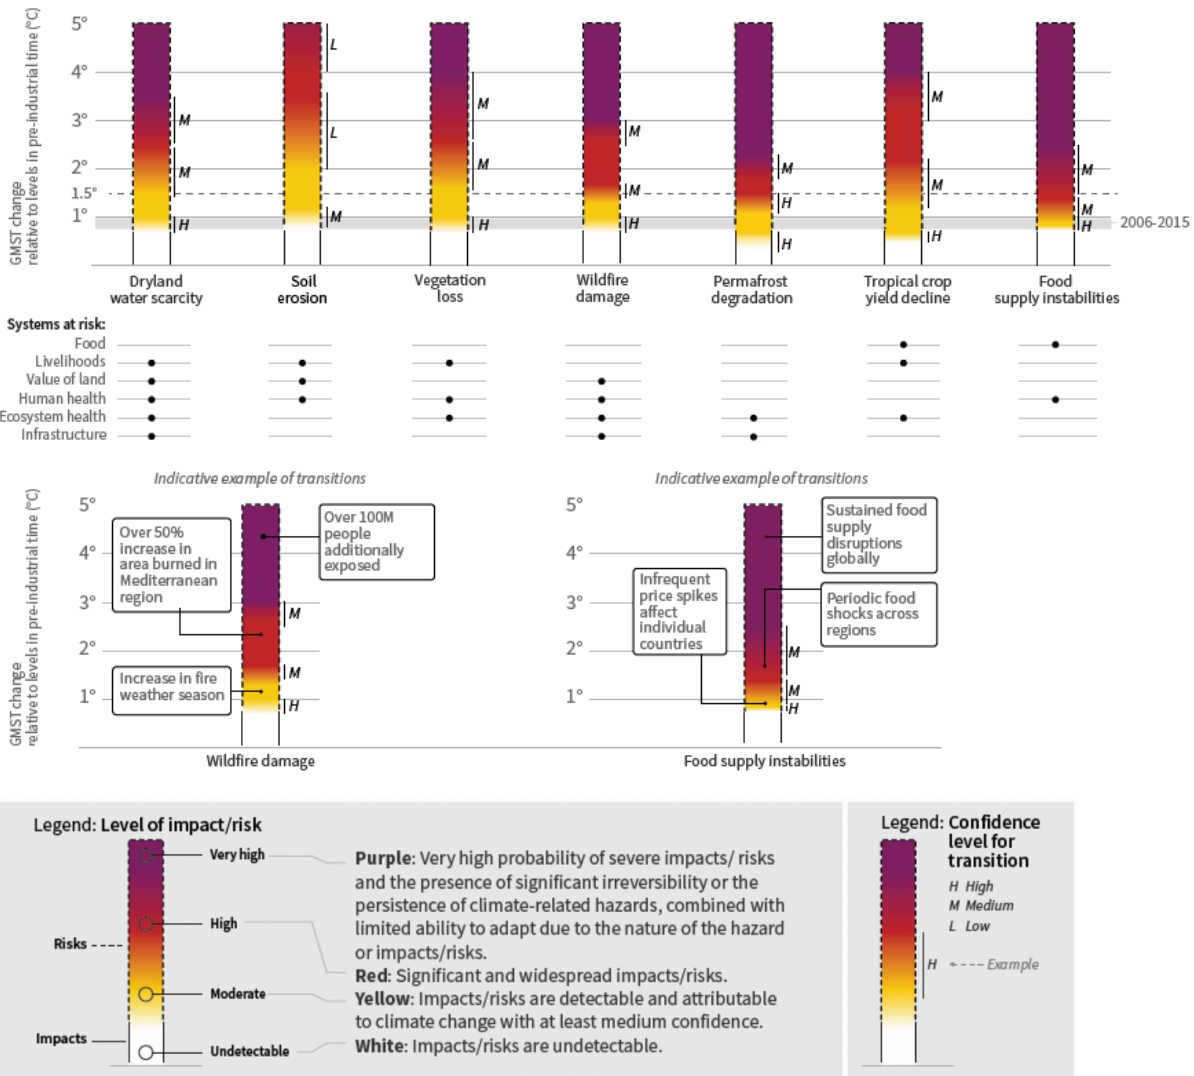 GMST change
relative to levels in pre-industrial time (°C)
5°
4°
3°
2°
1.5°
1°
M
M
H
L
L
M
M
M
H
M
M
H
M
H
H
M
M
H
M
M
H
2006-2015
Dryland
water scarcity
Soil
erosion
Vegetation
loss
Wildfire
damage
Permafrost
degradation
Tropical crop
yield decline
Food
supply instabilities
Systems at risk:
Food
Livelihoods
Value of land
Human health
Ecosystem health
Infrastructure
Indicative example of transitions
GMST change
relative to levels in pre-industrial time (°C)
5°
4°
3°
2°
1°
Over 50%
increase in
area burned in
Mediterranean
region
Over 100M
people
additionally
exposed
Increase in fire
weather season
M
M
H
Wildfire damage
Indicative example of transitions
GMST change
relative to levels in pre-industrial time (°C)
5°
4°
3°
2°
1°
Sustained food
supply
disruptions
globally
Infrequent
price spikes
affect
individual
countries
Periodic food
shocks across
regions
M
M
H
Food supply instabilities
Legend: Level of impact/risk
Very high
High
Risks
Moderate
Impacts
Undetectable
Purple: Very high probability of severe impacts/ risks
and the presence of significant irreversibility or the
persistence of climate-related hazards, combined with
limited ability to adapt due to the nature of the hazard
or impacts/risks.
Red: Significant and widespread impacts/risks.
Yellow: Impacts/risks are detectable and attributable
to climate change with at least medium confidence.
White: Impacts/risks are undetectable.
Legend: Confidence
level for
transition
H High
M Medium
L Low
H Example